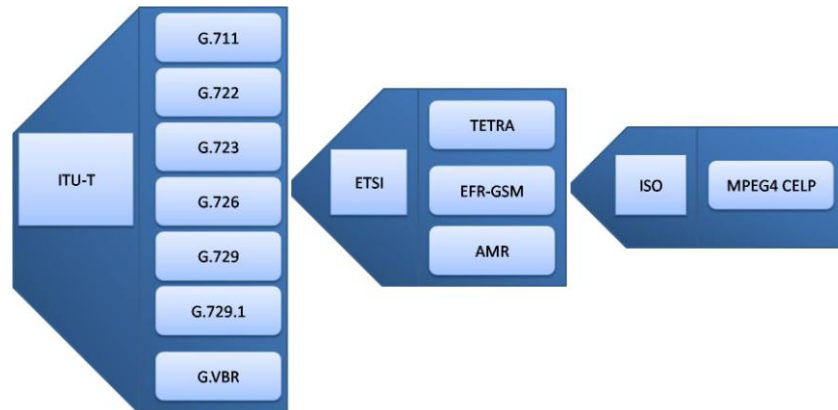 ITU-T
G.711
G.722
G.723
G.726
G.729
G.729.1
G.VBR
ETSI
TETRA
EFR-GSM
AMR
ISO
MPEG4 CELP